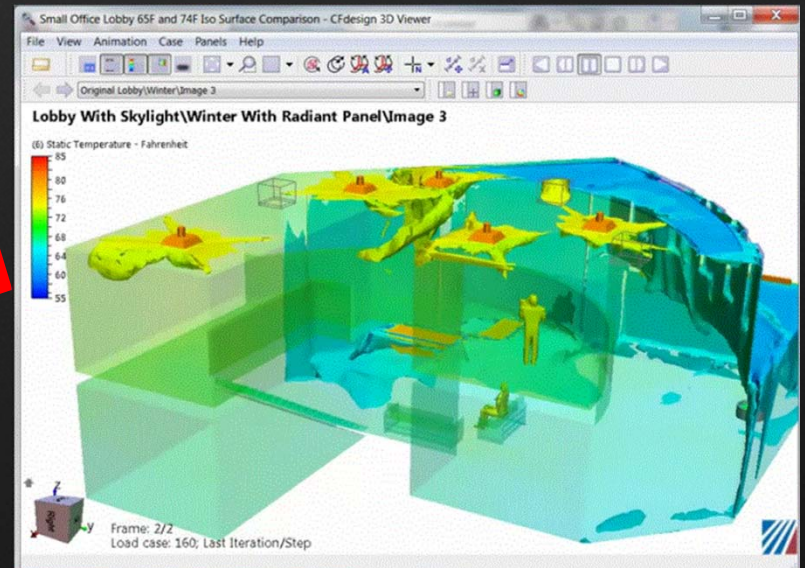 Small Office Lobby 65F and 74F Iso Surface Comparison - CFdesign 3D Viewer
File View Animation Case Panels Help
Original Lobby\Winter\Image 3
Lobby With Skylight\Winter With Radiant Panel\Image 3
(6) Static Temperature - Fahrenheit
85
80
76
72
68
64
60
55
Z
Right
X
y
Frame: 2/2
Load case: 160; Last Iteration/Step